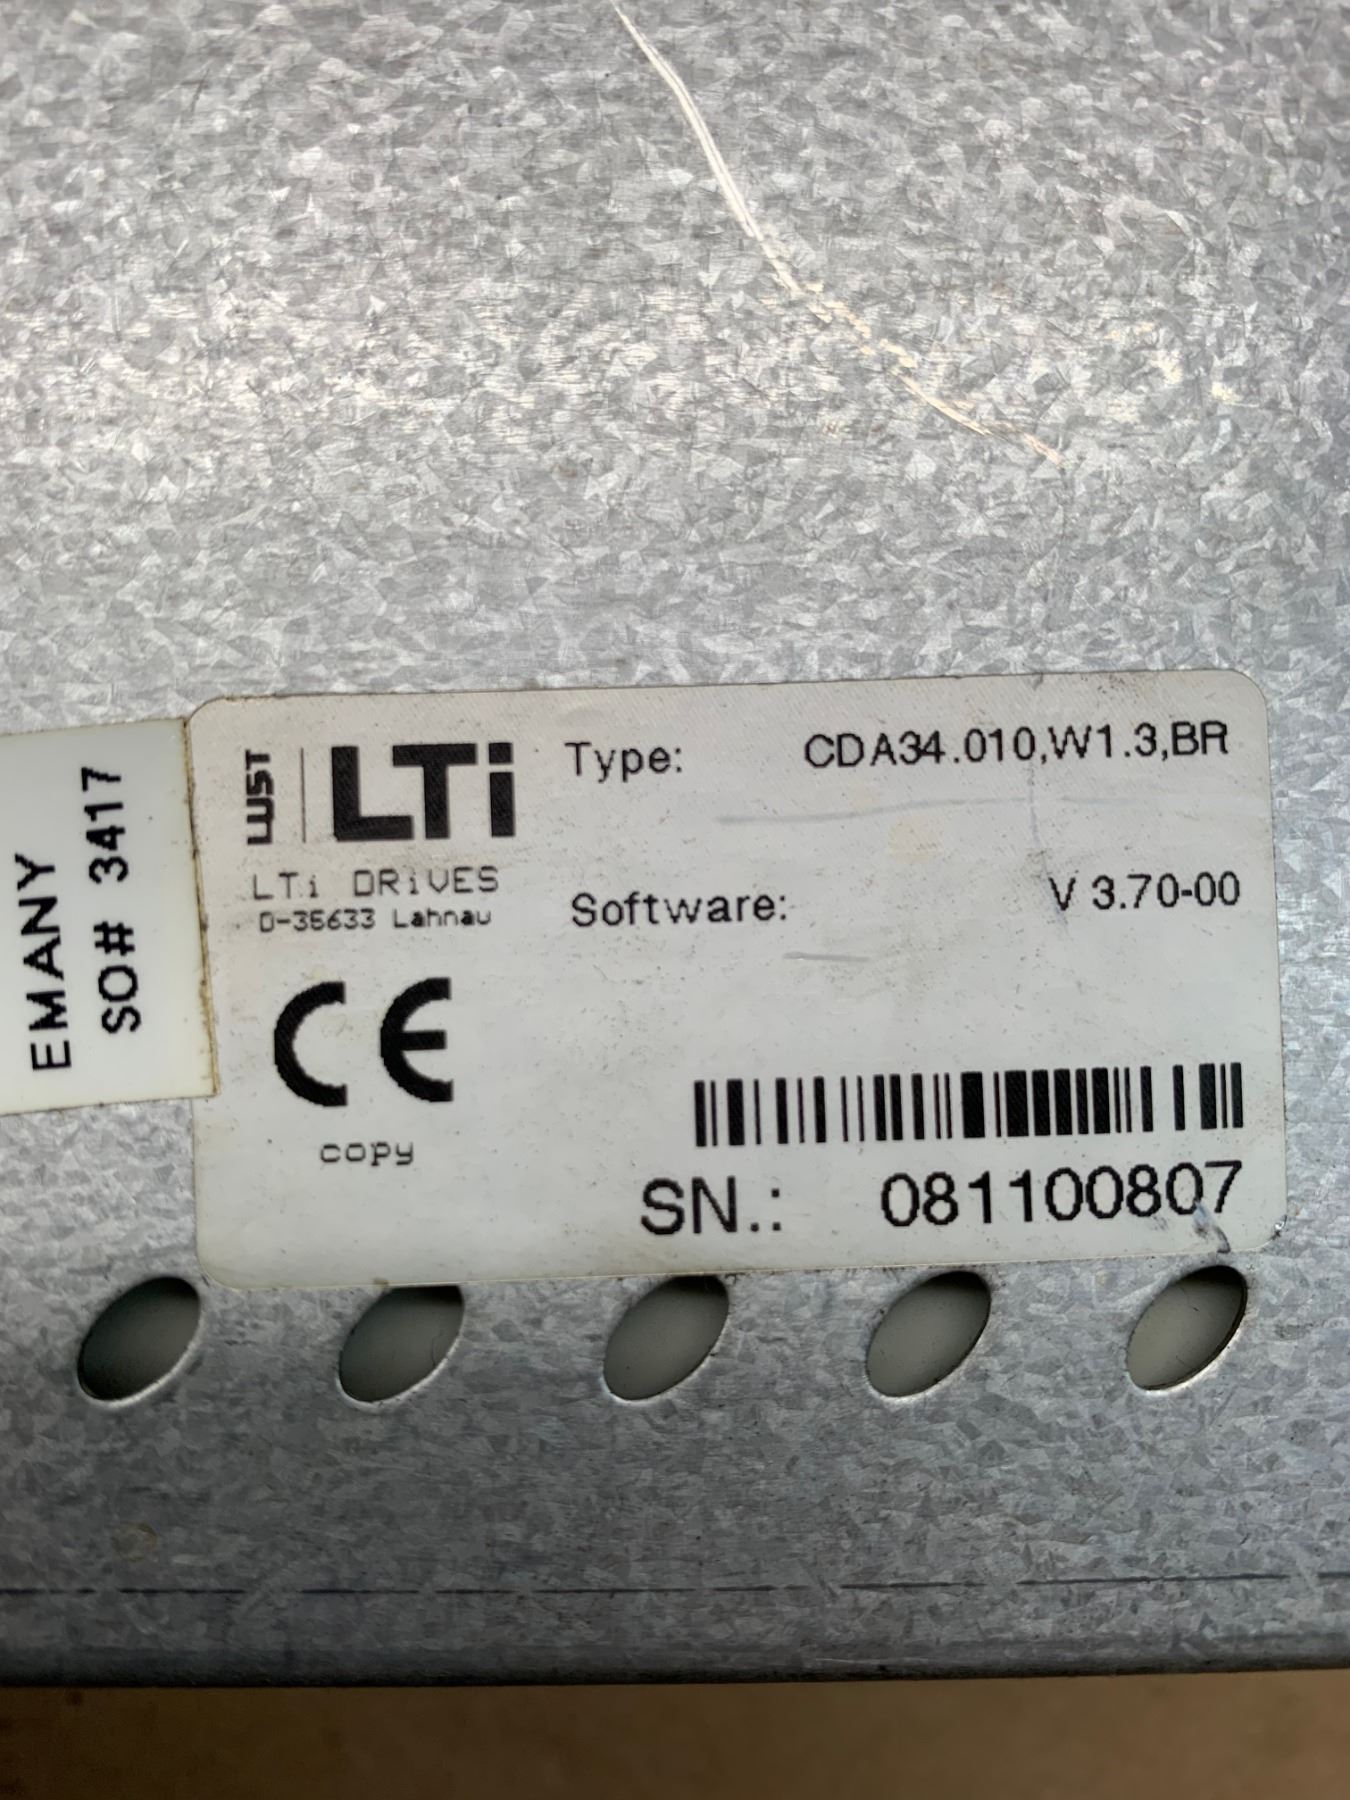 EMANY
SO# 3417
LUST
LTi
LTi DRiVES
D-35633 Lahnau
CE
copy
Type: CDA34.010,W1.3,BR
Software: V 3.70-00
SN.: 081100807